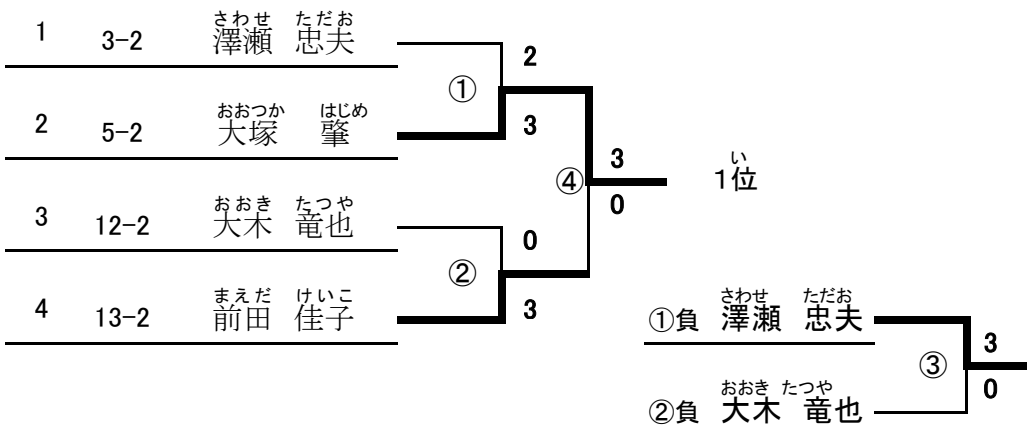 さわせ ただお
1 3-2 澤瀬 忠夫
2
①
おおつか はじめ
2 5-2 大塚 肇
3
3
④ 1位
い
0
おおき たつや
3 12-2 大木 竜也
0
②
まえだ けいこ
4 13-2 前田 佳子
3
さわせ ただお
①負 澤瀬 忠夫
3
③
0
おおき たつや
②負 大木 竜也